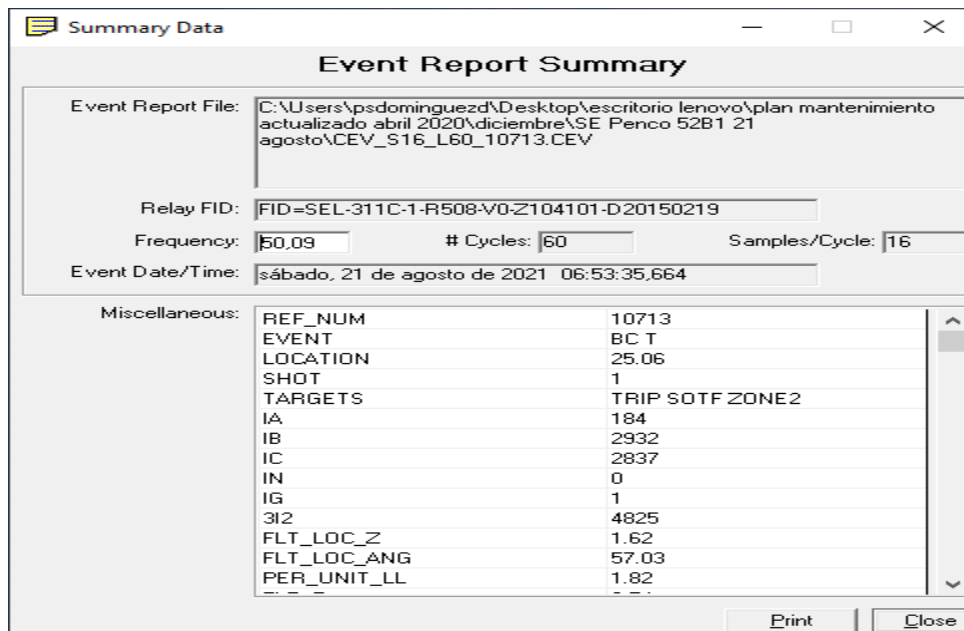 Summary Data
Event Report Summary
Event Report File: C:\Users\psdominguezd\Desktop\escritorio lenovo\plan mantenimiento
actualizado abril 2020\diciembre\SE Penco 52B1 21
agosto\CEV_S16_L60_10713.CEV
Relay FID: FID=SEL-311C-1-R508-V0-Z104101-D20150219
Frequency: 50,09 # Cycles: 60 Samples/Cycle: 16
Event Date/Time: sábado, 21 de agosto de 2021 06:53:35,664
Miscellaneous: REF_NUM 10713
EVENT BC T
LOCATION 25.06
SHOT 1
TARGETS TRIP SOTF ZONE2
IA 184
IB 2932
IC 2837
IN 0
IG 1
3I2 4825
FLT_LOC_Z 1.62
FLT_LOC_ANG 57.03
PER_UNIT_LL 1.82
Print Close